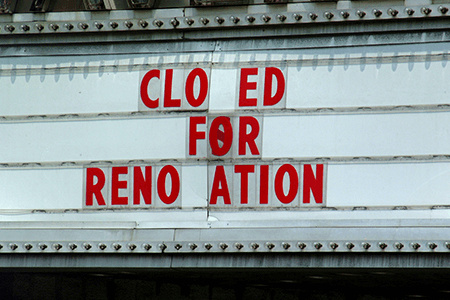 CLO ED
FOR
RENO ATION